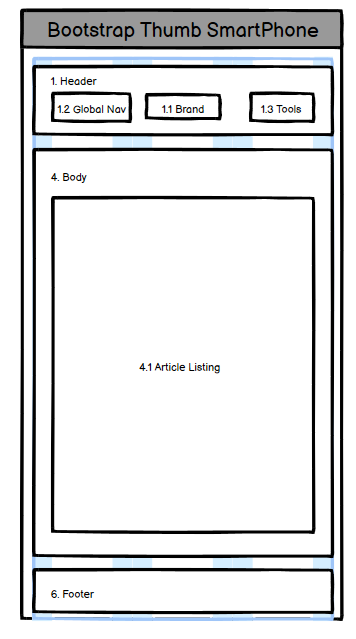 Bootstrap Thumb SmartPhone
1. Header
1.2 Global Nav
1.1 Brand
1.3 Tools
4. Body
4.1 Article Listing
6. Footer